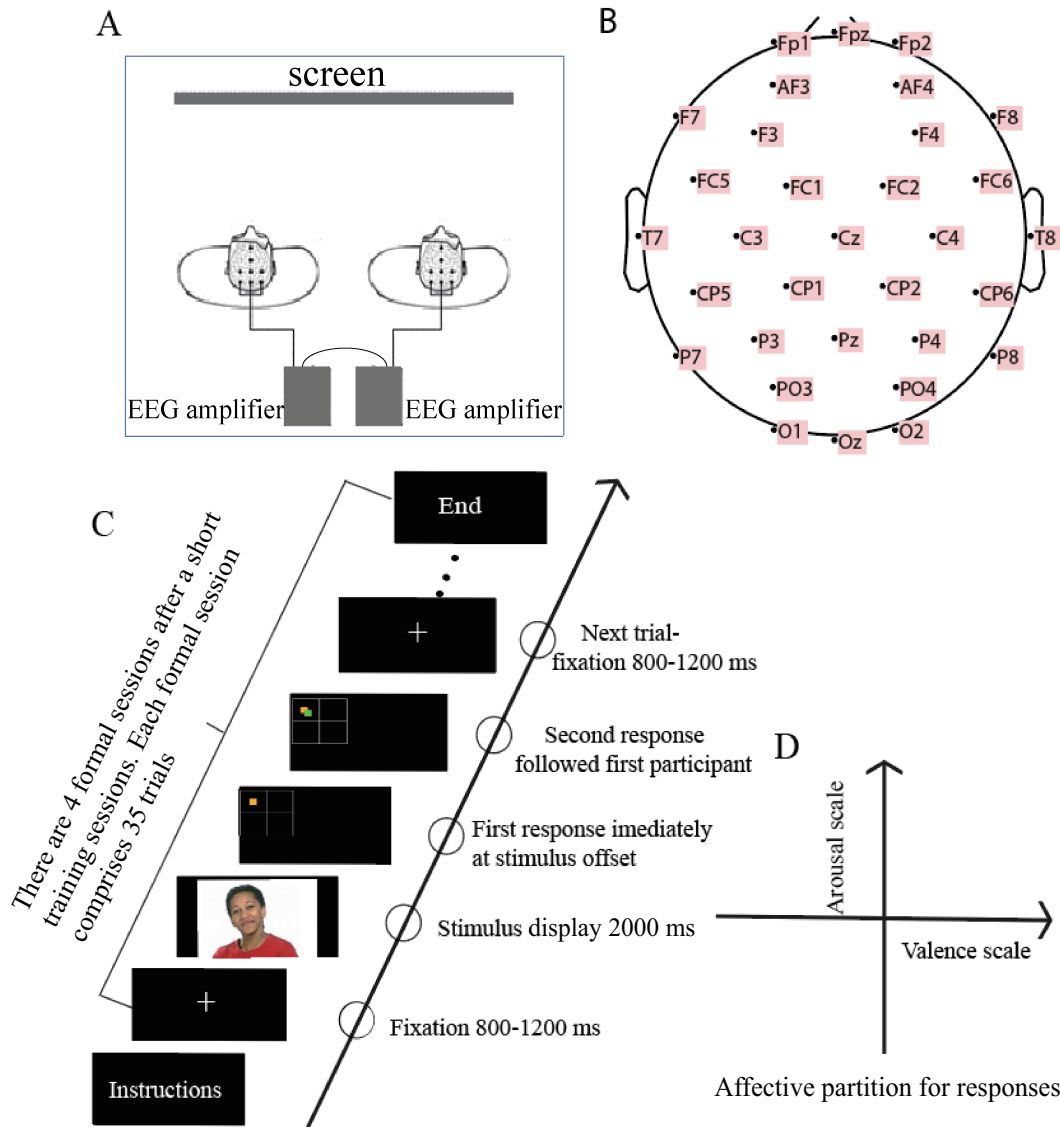 A
screen
EEG amplifier
EEG amplifier
B
Fp1
Fpz
Fp2
AF3
AF4
F7
F3
F4
F8
FC5
FC1
FC2
FC6
T7
C3
Cz
C4
T8
CP5
CP1
CP2
CP6
P7
P3
Pz
P4
P8
PO3
PO4
O1
Oz
O2
C
There are 4 formal sessions after a short
training sessions. Each formal session
comprises 35 trials
End
Next trial-
fixation 800-1200 ms
Second response
followed first participant
First response imediately
at stimulus offset
Stimulus display 2000 ms
Fixation 800-1200 ms
Instructions
D
Arousal scale
Valence scale
Affective partition for responses